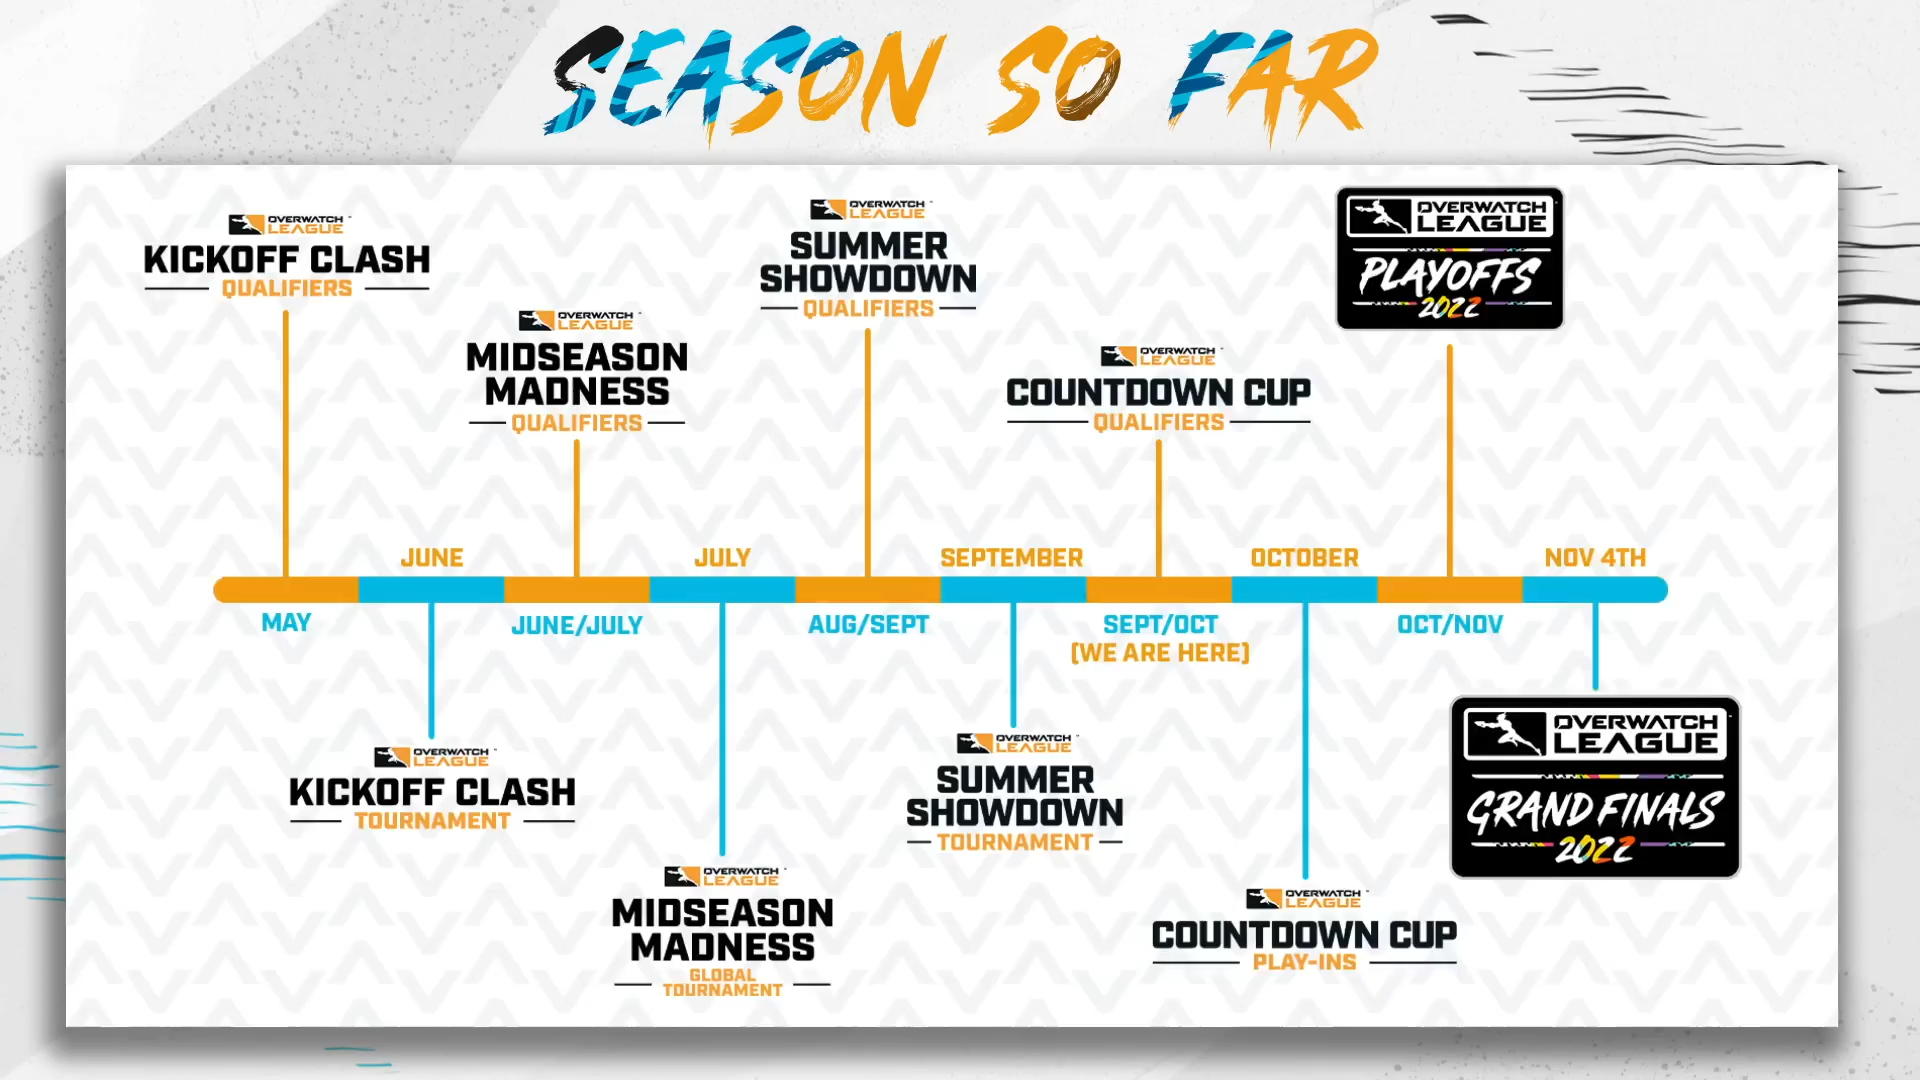 SEASON SO FAR
OVERWATCH
LEAGUE
KICKOFF CLASH
QUALIFIERS
OVERWATCH
LEAGUE
MIDSEASON
MADNESS
QUALIFIERS
OVERWATCH
LEAGUE
SUMMER
SHOWDOWN
QUALIFIERS
OVERWATCH
LEAGUE
COUNTDOWN CUP
QUALIFIERS
OVERWATCH
LEAGUE
PLAYOFFS
2022
JUNE
JULY
SEPTEMBER
OCTOBER
NOV 4TH
MAY
JUNE/JULY
AUG/SEPT
SEPT/OCT
[WE ARE HERE]
OCT/NOV
OVERWATCH
LEAGUE
KICKOFF CLASH
TOURNAMENT
OVERWATCH
LEAGUE
MIDSEASON
MADNESS
GLOBAL
TOURNAMENT
OVERWATCH
LEAGUE
SUMMER
SHOWDOWN
TOURNAMENT
OVERWATCH
LEAGUE
COUNTDOWN CUP
PLAY-INS
OVERWATCH
LEAGUE
GRAND FINALS
2022